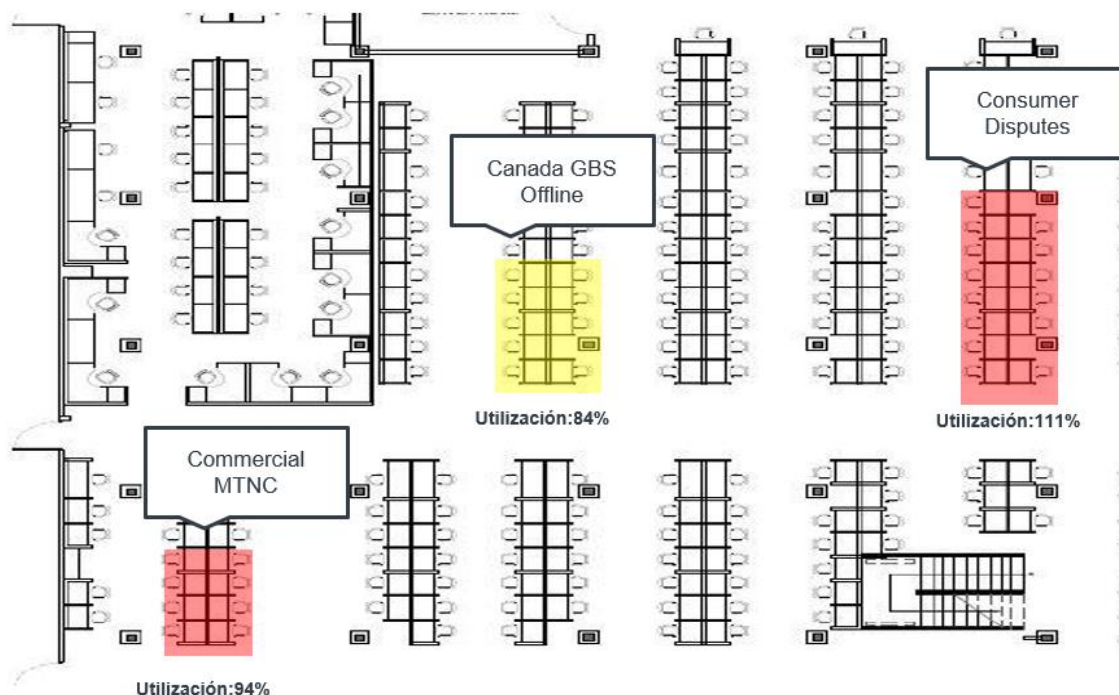 Consumer
Disputes
Canada GBS
Offline
Utilización:84%
Utilización:111%
Commercial
MTNC
Utilización:94%